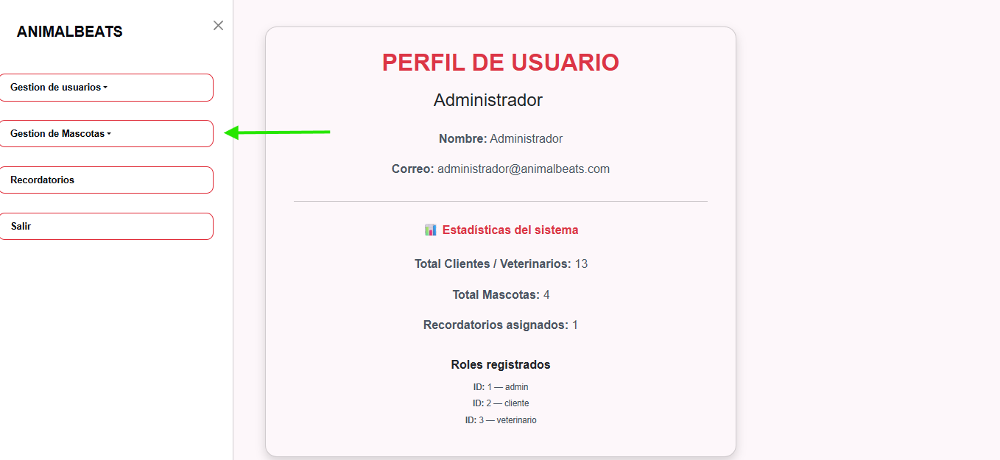 ANIMALBEATS
Gestion de usuarios
Gestion de Mascotas
Recordatorios
Salir
PERFIL DE USUARIO
Administrador
Nombre: Administrador
Correo: administrador@animalbeats.com
Estadísticas del sistema
Total Clientes / Veterinarios: 13
Total Mascotas: 4
Recordatorios asignados: 1
Roles registrados
ID: 1 — admin
ID: 2 — cliente
ID: 3 — veterinario